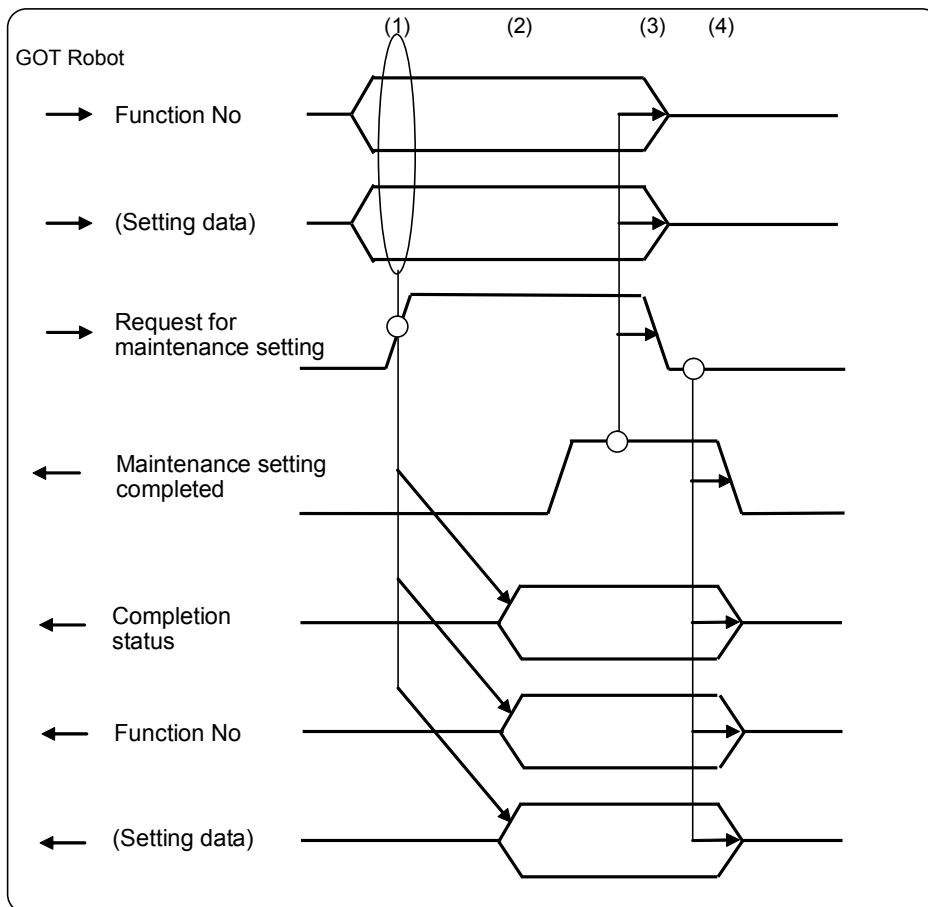 (1) (2) (3) (4)
GOT Robot
Function No
(Setting data)
Request for
maintenance setting
Maintenance setting
completed
Completion
status
Function No
(Setting data)